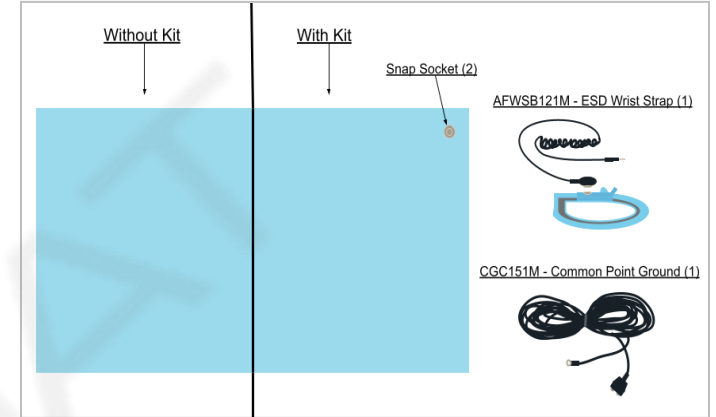 Without Kit
With Kit
Snap Socket (2)
AFWSB121M - ESD Wrist Strap (1)
CGC151M - Common Point Ground (1)